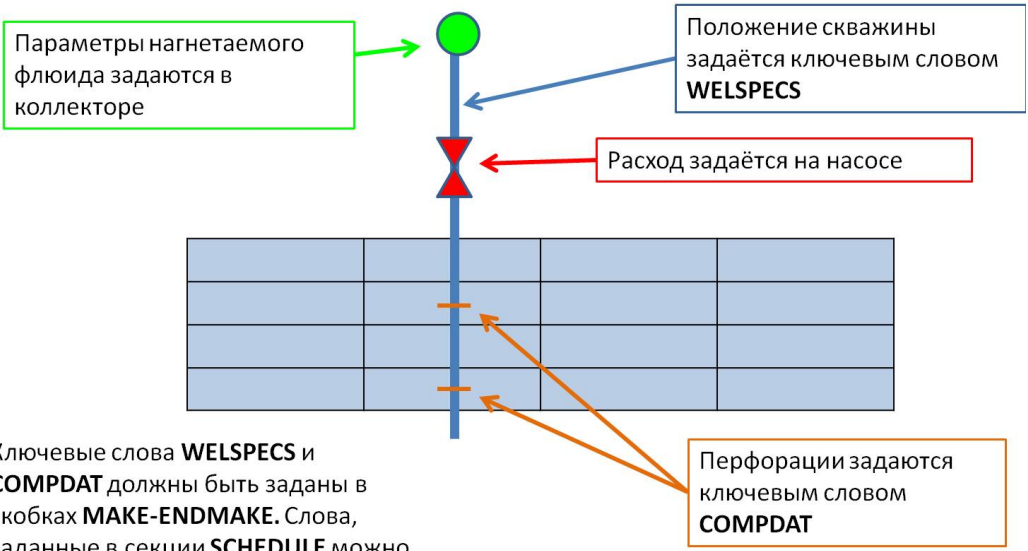 Параметры нагнетаемого
флюида задаются в
коллекторе
Положение скважины
задаётся ключевым словом
WELSPECS
Расход задаётся на насосе
Ключевые слова WELSPECS и
COMPDAT должны быть заданы в
скобках MAKE-ENDMAKE. Слова,
заданные в секции SCHEDULE можно
Перфорации задаются
ключевым словом
COMPDAT